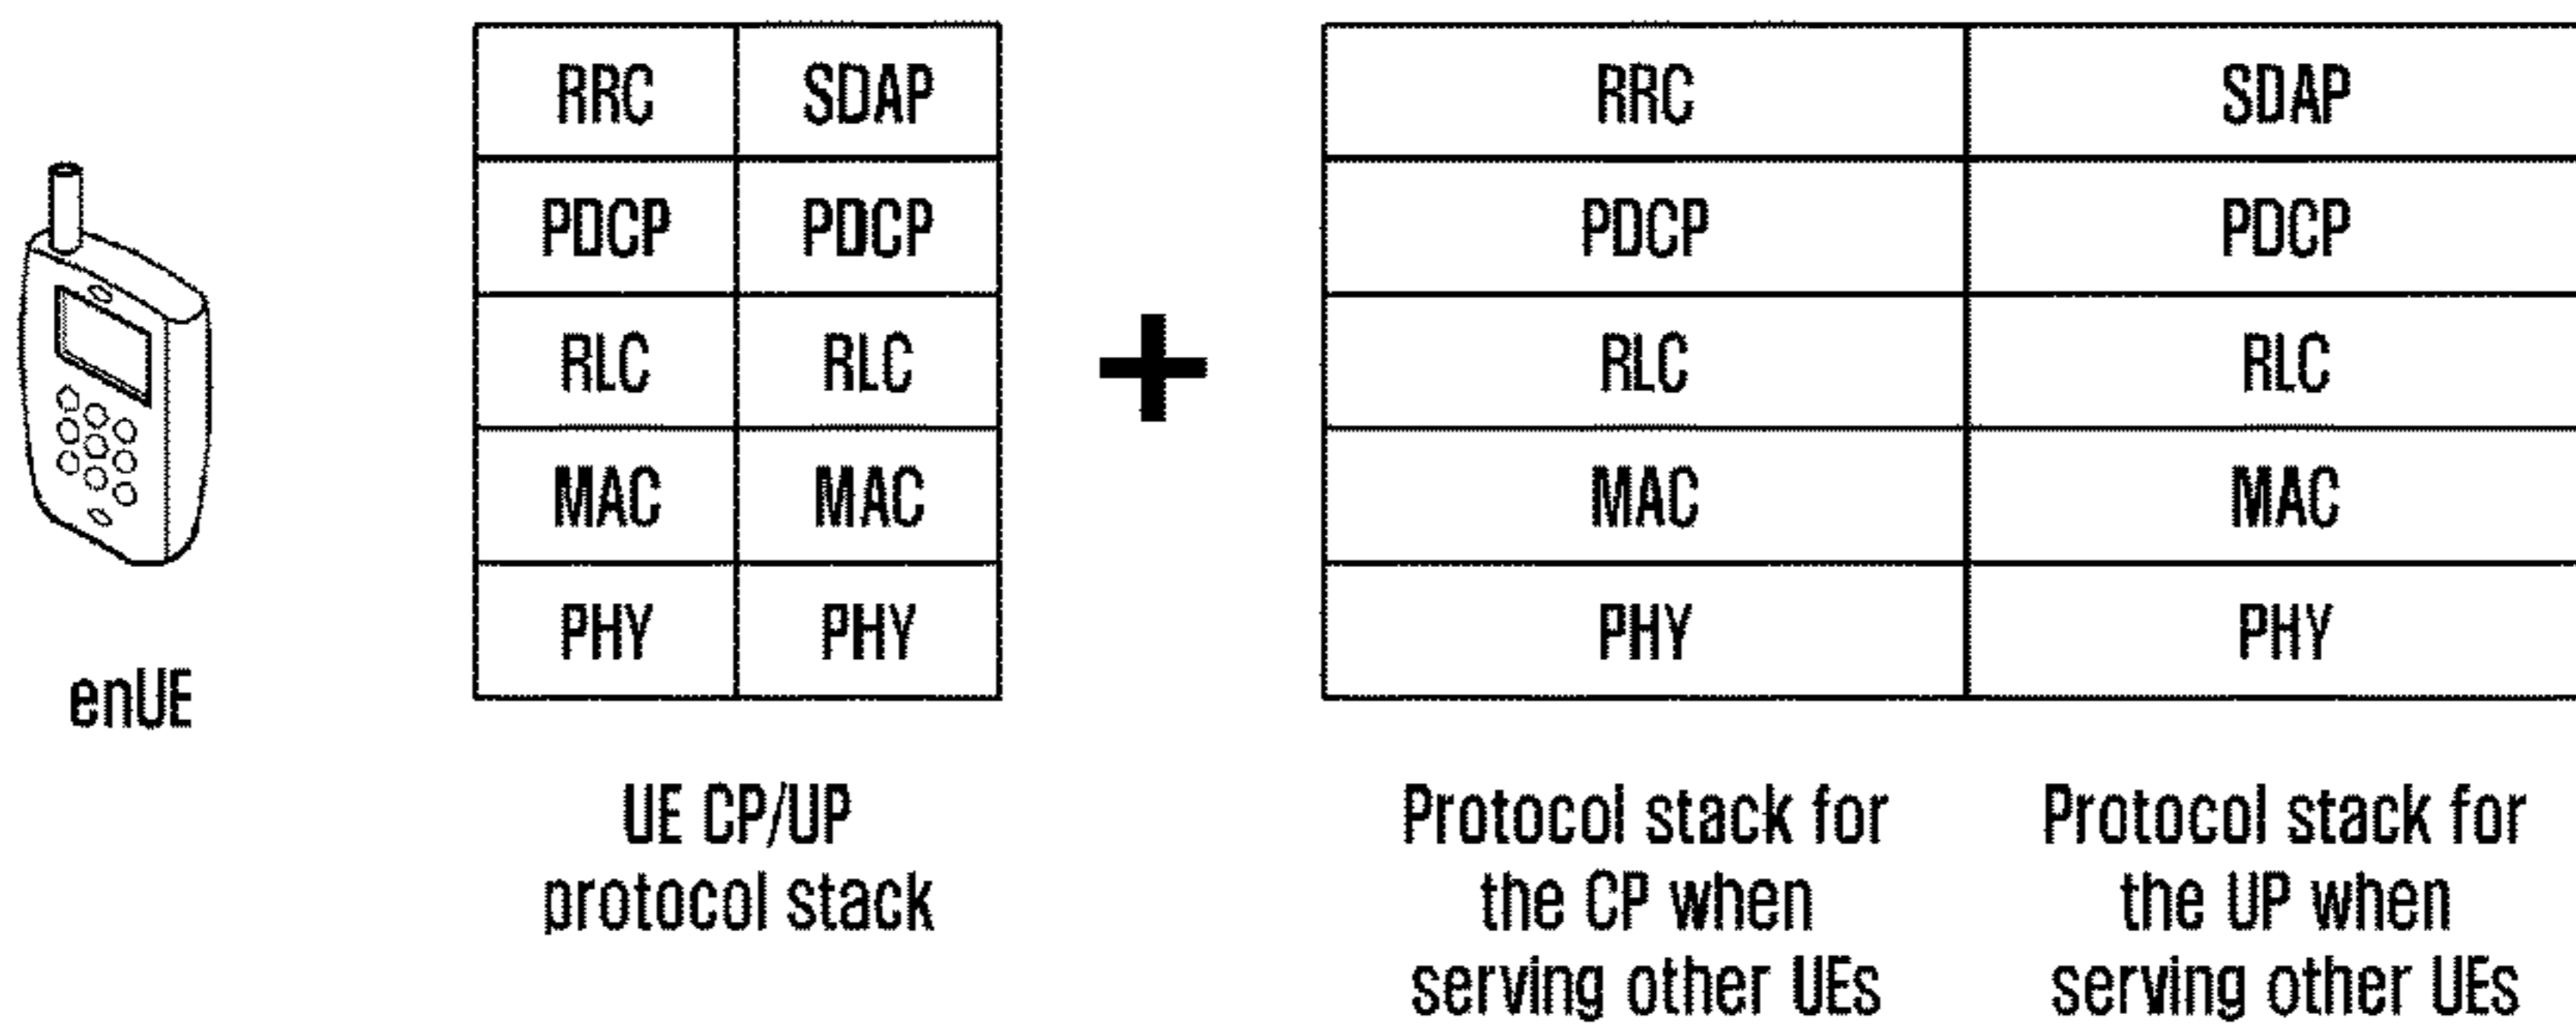 RRC SDAP RRC SDAP
PDCP PDCP PDCP PDCP
RLC RLC RLC RLC
MAC MAC MAC MAC
PHY PHY PHY PHY
enUE
UE CP/UP
protocol stack
Protocol stack for
the CP when
serving other UEs
Protocol stack for
the UP when
serving other UEs